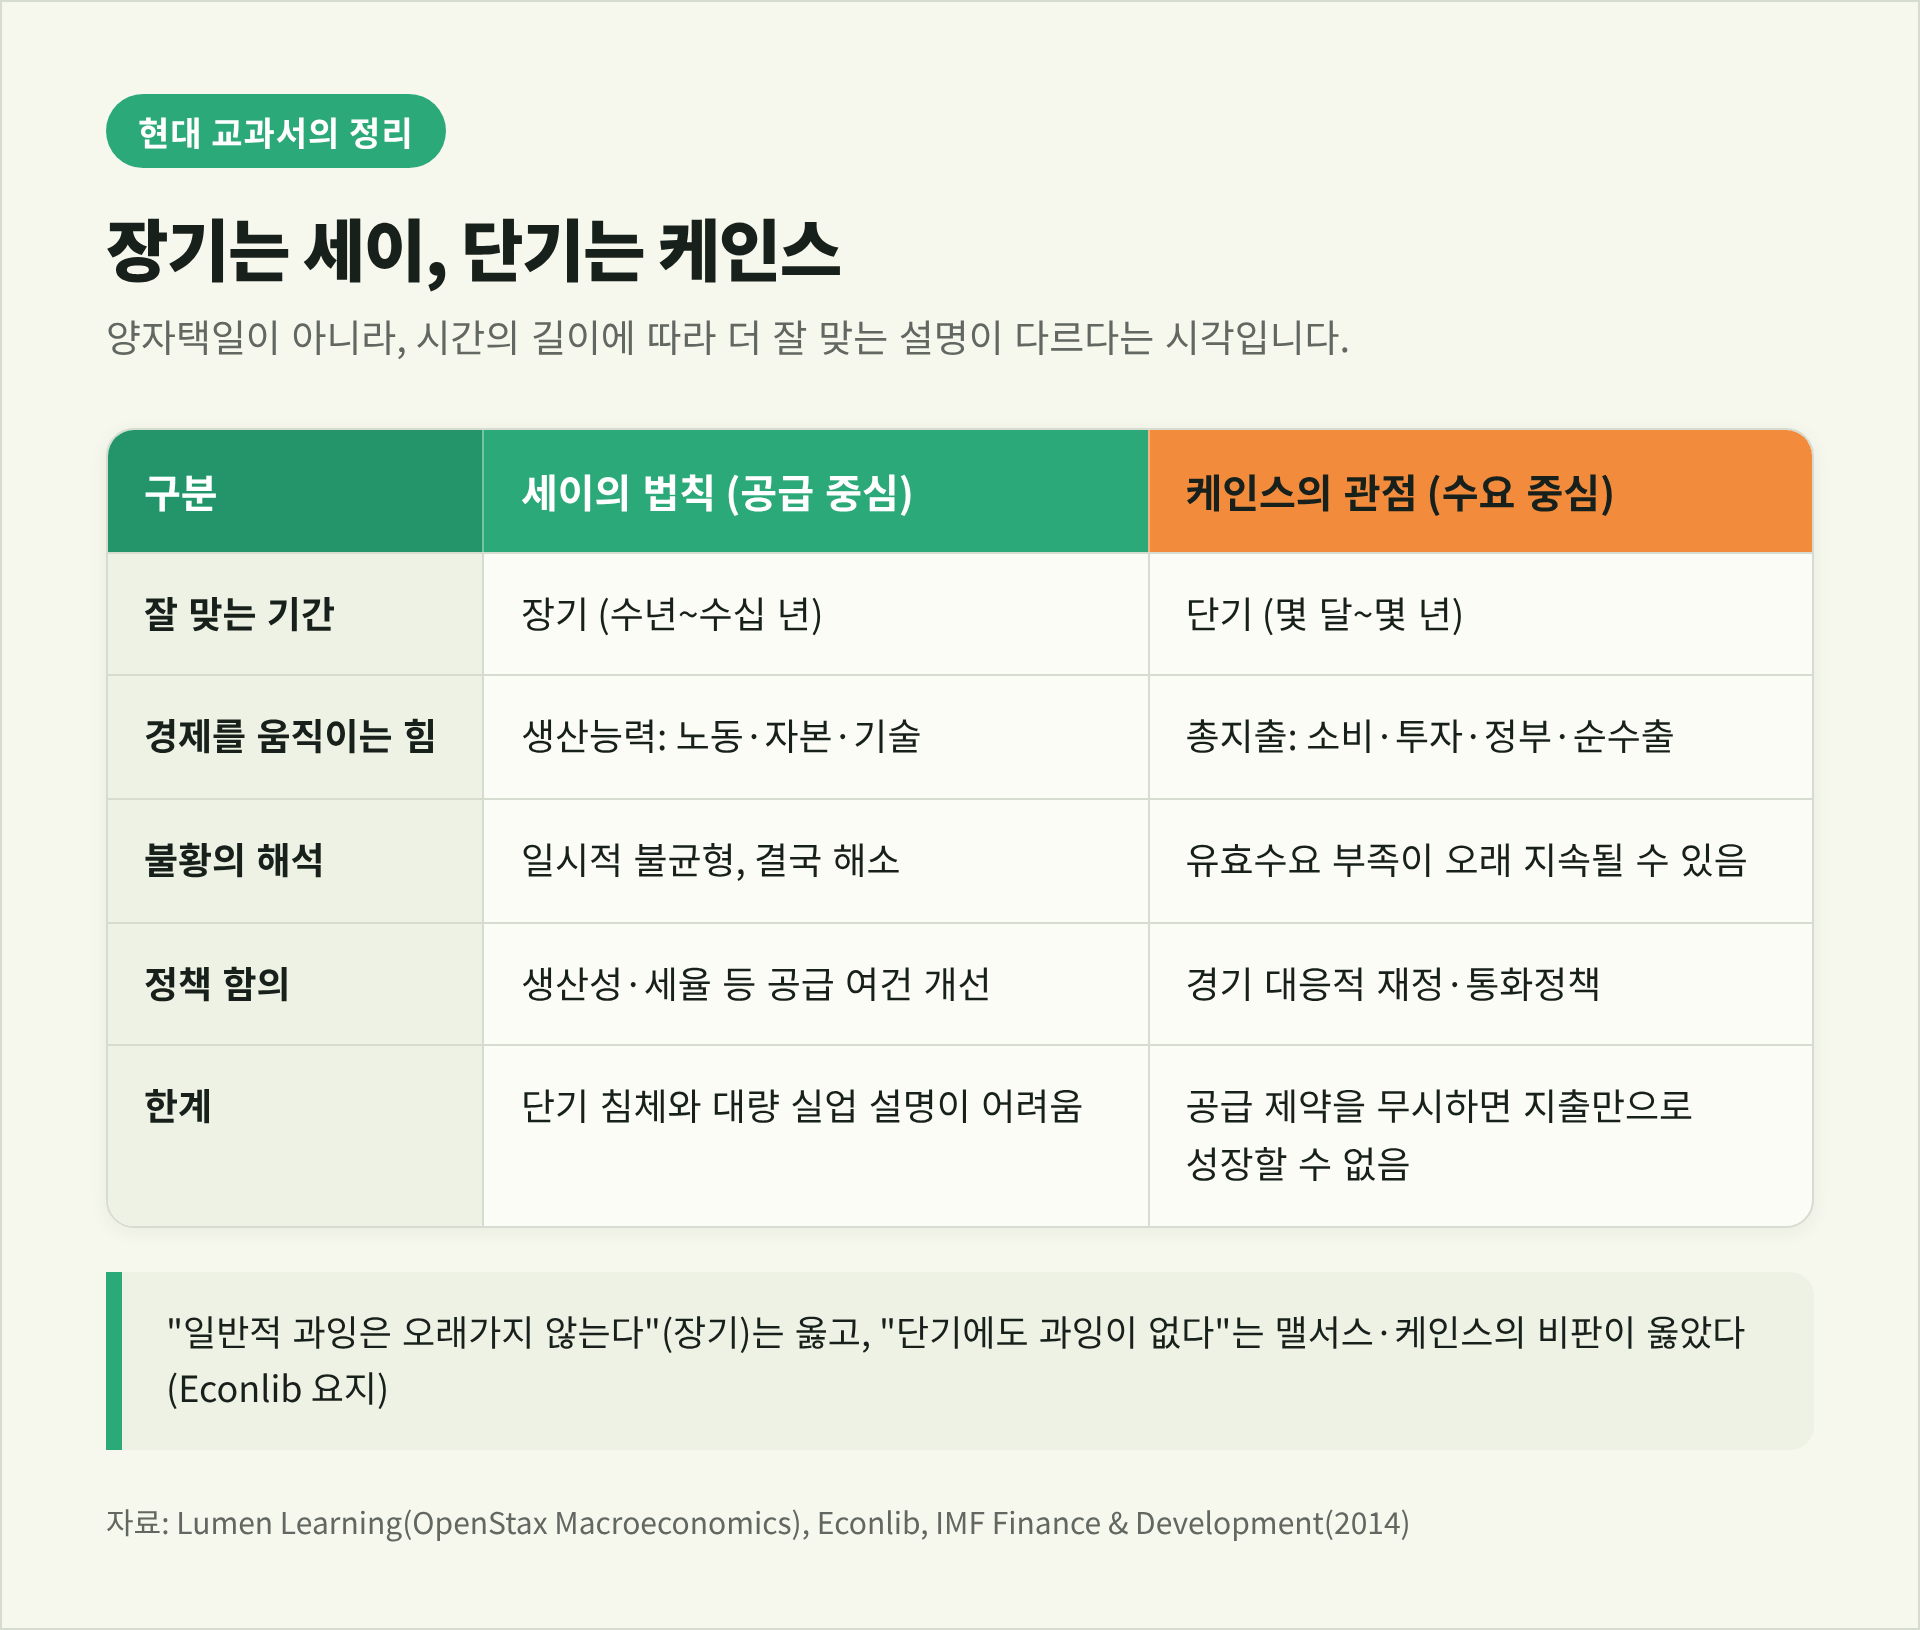 현대 교과서의 정리
장기는 세이, 단기는 케인스
양자택일이 아니라, 시간의 길이에 따라 더 잘 맞는 설명이 다르다는 시각입니다.
구분
세이의 법칙 (공급 중심)
케인스의 관점 (수요 중심)
잘 맞는 기간
장기 (수년~수십 년)
단기 (몇 달~몇 년)
경제를 움직이는 힘
생산능력: 노동·자본·기술
총지출: 소비·투자·정부·순수출
불황의 해석
일시적 불균형, 결국 해소
유효수요 부족이 오래 지속될 수 있음
정책 함의
생산성·세율 등 공급 여건 개선
경기 대응적 재정·통화정책
한계
단기 침체와 대량 실업 설명이 어려움
공급 제약을 무시하면 지출만으로
성장할 수 없음
"일반적 과잉은 오래가지 않는다"(장기)는 옳고, "단기에도 과잉이 없다"는 맬서스·케인스의 비판이 옳았다
(Econlib 요지)
자료: Lumen Learning(OpenStax Macroeconomics), Econlib, IMF Finance & Development(2014)